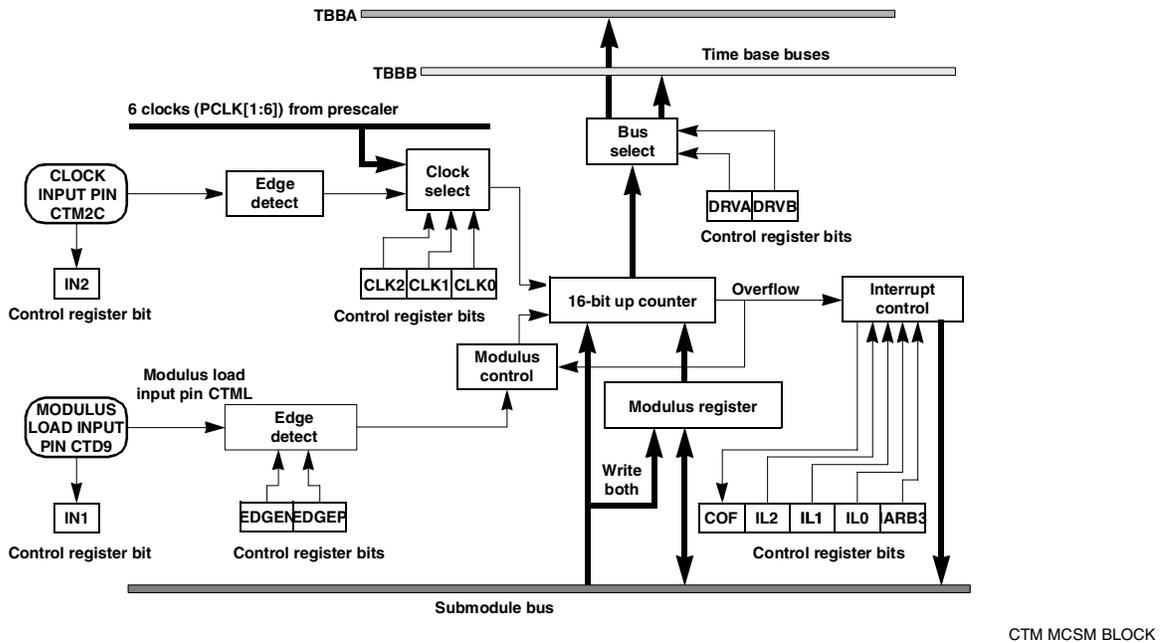 TBBA
Time base buses
TBBB
6 clocks (PCLK[1:6]) from prescaler
Bus
select
CLOCK
INPUT PIN
CTM2C
Edge
detect
Clock
select
DRVA DRVB
Control register bits
IN2
Control register bit
CLK2 CLK1 CLK0
Control register bits
16-bit up counter
Overflow
Interrupt
control
Modulus
control
Modulus load
input pin CTML
MODULUS
LOAD INPUT
PIN CTD9
Edge
detect
Modulus register
Write
both
IN1
Control register bit
EDGEN EDGEP
Control register bits
COF IL2 IL1 IL0 IARB3
Control register bits
Submodule bus
CTM MCSM BLOCK